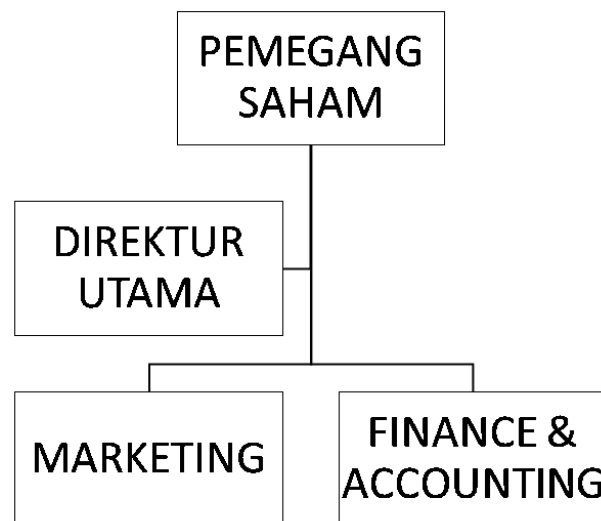 PEMEGANG
SAHAM
DIREKTUR
UTAMA
MARKETING
FINANCE &
ACCOUNTING